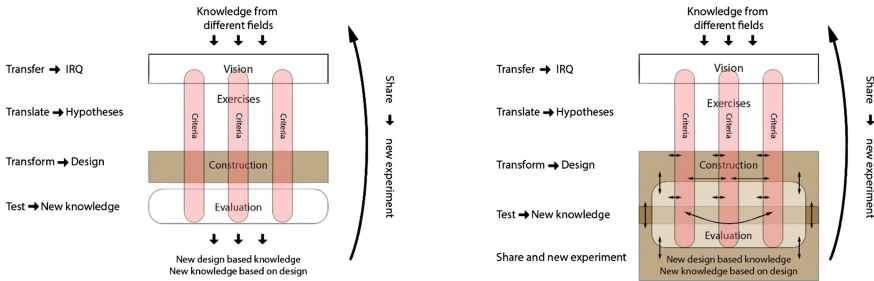 Knowledge from
different fields
Transfer → IRQ
Vision
Exercises
Translate → Hypotheses
Criteria
Criteria
Criteria
Transform → Design
Construction
Test → New knowledge
Evaluation
New design based knowledge
New knowledge based on design
Share → new experiment
Knowledge from
different fields
Transfer → IRQ
Vision
Exercises
Translate → Hypotheses
Criteria
Criteria
Criteria
Transform → Design
Construction
Test → New knowledge
Evaluation
Share and new experiment
New design based knowledge
New knowledge based on design
Share → new experiment